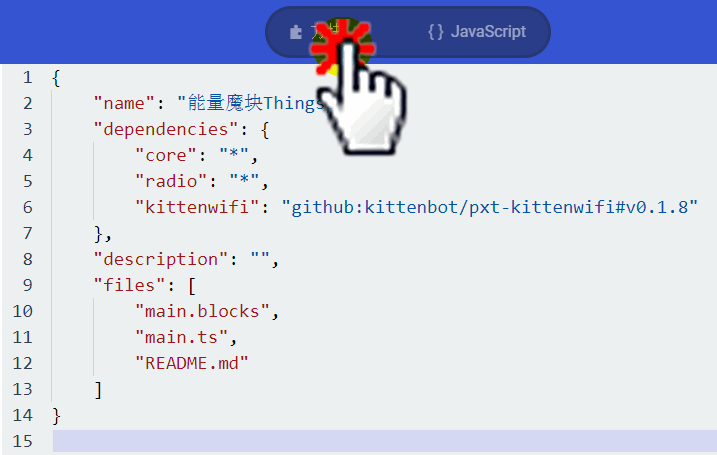 { } JavaScript
1 {
2 "name": "能量魔块Things
3 "dependencies": {
4 "core": "*",
5 "radio": "*",
6 "kittenwifi": "github:kittenbot/pxt-kittenwifi#v0.1.8"
7 },
8 "description": "",
9 "files": [
10 "main.blocks",
11 "main.ts",
12 "README.md"
13 ]
14 }
15